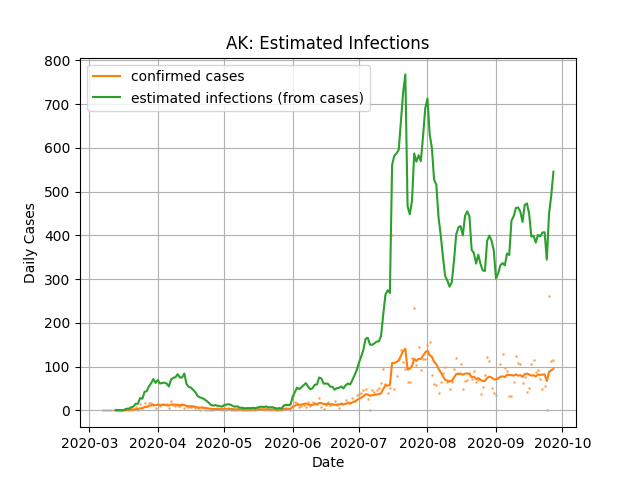 AK: Estimated Infections
confirmed cases
estimated infections (from cases)
Daily Cases
800
700
600
500
400
300
200
100
0
2020-03 2020-04 2020-05 2020-06 2020-07 2020-08 2020-09 2020-10
Date